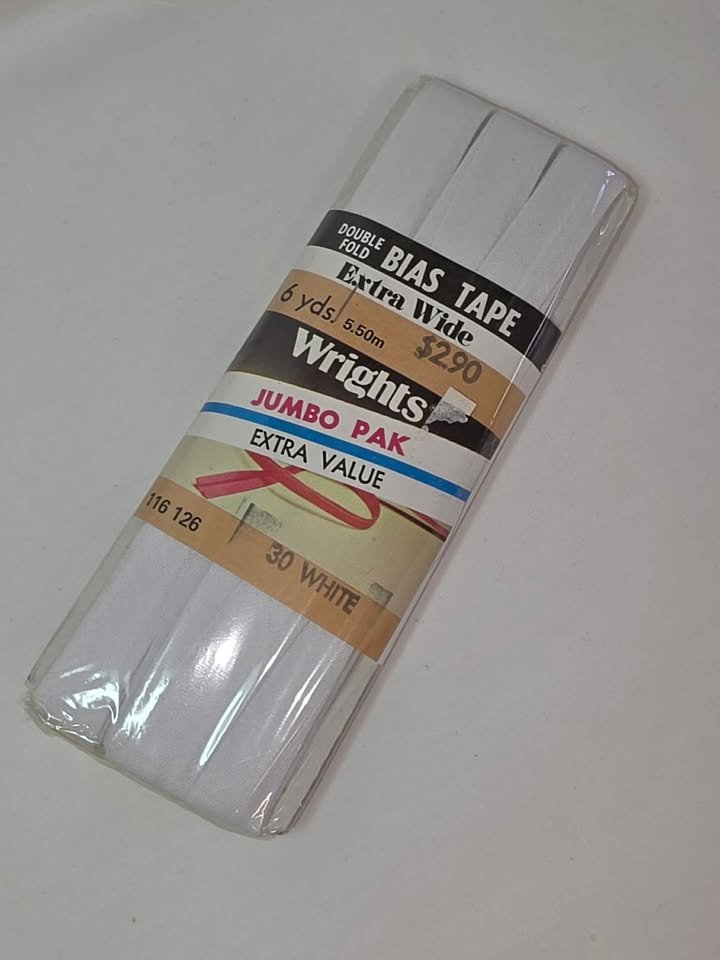 DOUBLE FOLD BIAS TAPE
Extra Wide
6 yds. 5.50m $2.90
Wrights
JUMBO PAK
EXTRA VALUE
116 126
30 WHITE